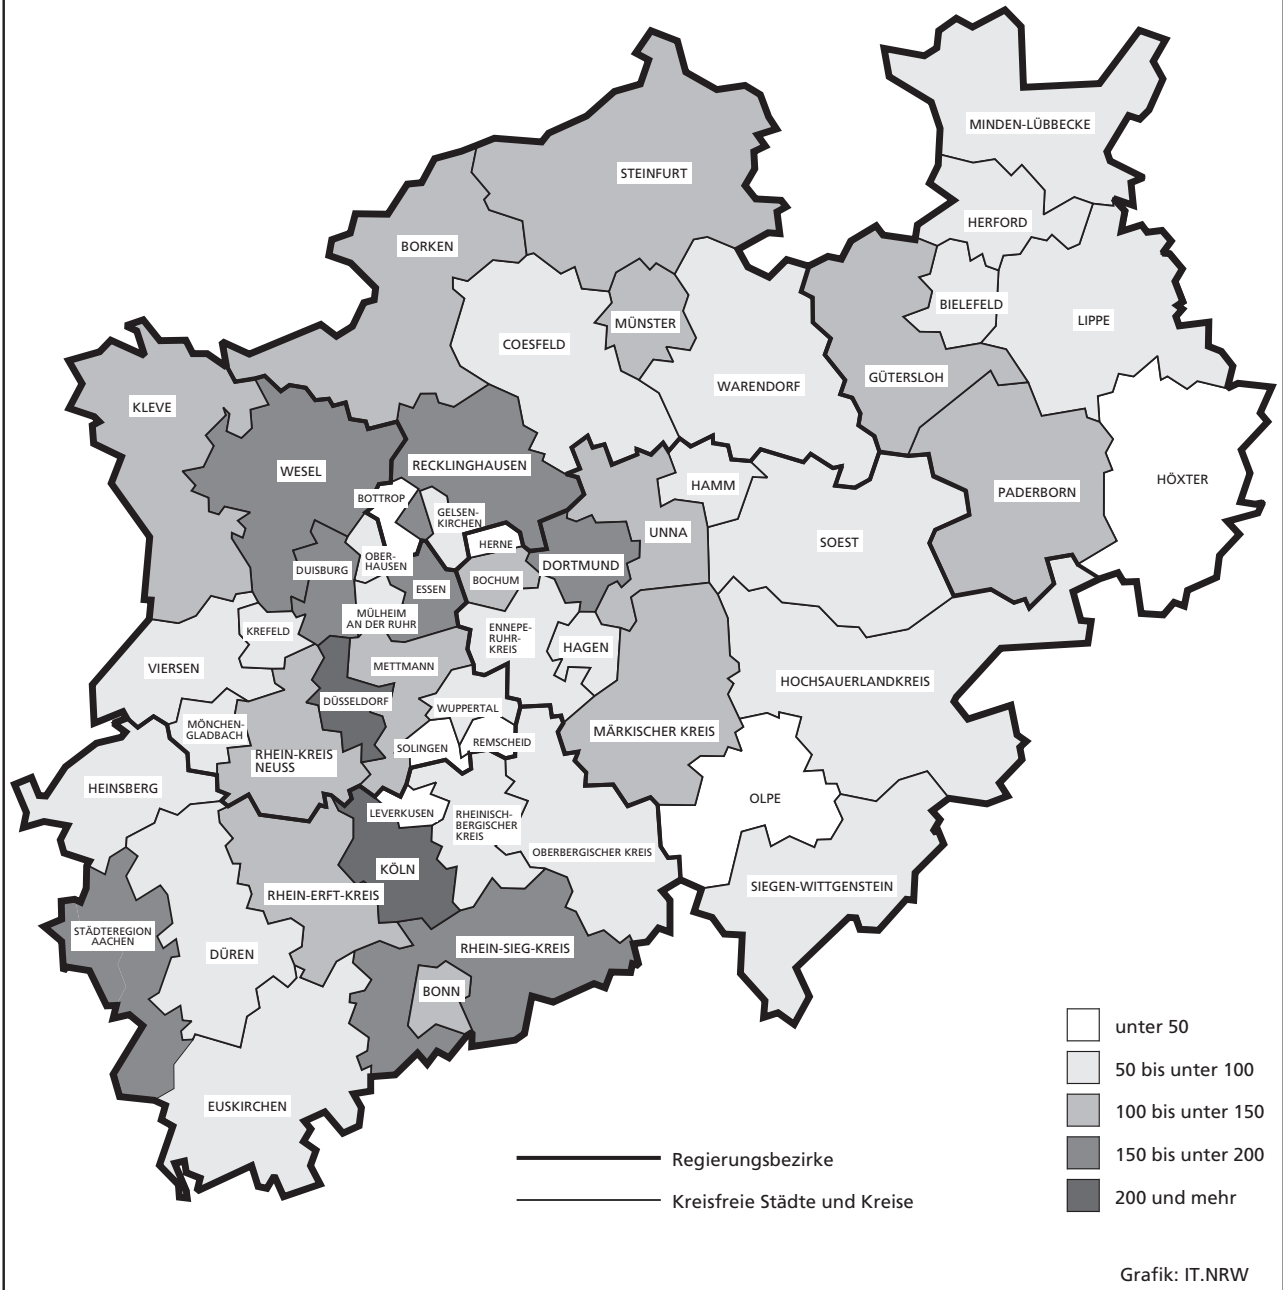 MINDEN-LÜBBECKE
STEINFURT
HERFORD
BORKEN
BIELEFELD
LIPPE
MÜNSTER
COESFELD
GÜTERSLOH
WARENDORF
KLEVE
RECKLINGHAUSEN
WESEL
HÖXTER
HAMM
PADERBORN
BOTTROP
GELSEN-
KIRCHEN
UNNA
HERNE
SOEST
OBER-
HAUSEN
DORTMUND
DUISBURG
BOCHUM
ESSEN
MÜLHEIM
AN DER RUHR
KREFELD
ENNEPE-
RUHR-
KREIS
HAGEN
METTMANN
VIERSEN
HOCHSAUERLANDKREIS
DÜSSELDORF
WUPPERTAL
MÖNCHEN-
GLADBACH
MÄRKISCHER KREIS
REMSCHEID
SOLINGEN
RHEIN-KREIS
NEUSS
HEINSBERG
OLPE
LEVERKUSEN
RHEINISCH-
BERGISCHER
KREIS
OBERBERGISCHER KREIS
KÖLN
SIEGEN-WITTGENSTEIN
RHEIN-ERFT-KREIS
STÄDTEREGION
AACHEN
RHEIN-SIEG-KREIS
DÜREN
BONN
EUSKIRCHEN
unter 50
50 bis unter 100
100 bis unter 150
150 bis unter 200
200 und mehr
Regierungsbezirke
Kreisfreie Städte und Kreise
Grafik: IT.NRW